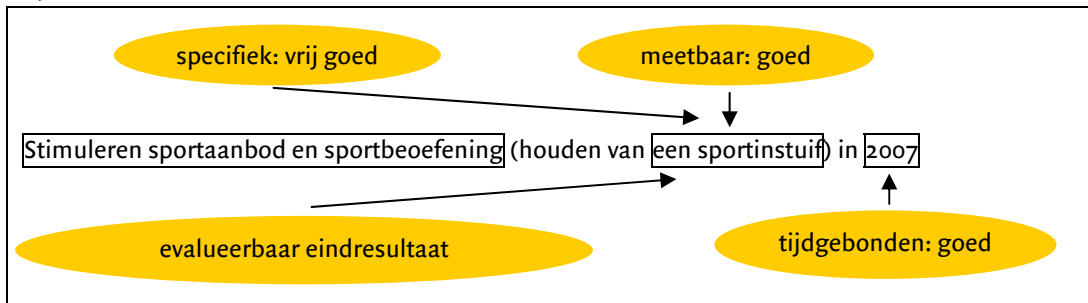 specifiek: vrij goed
meetbaar: goed
Stimuleren sportaanbod en sportbeoefening (houden van een sportinstuif) in 2007
evalueerbaar eindresultaat
tijdgebonden: goed